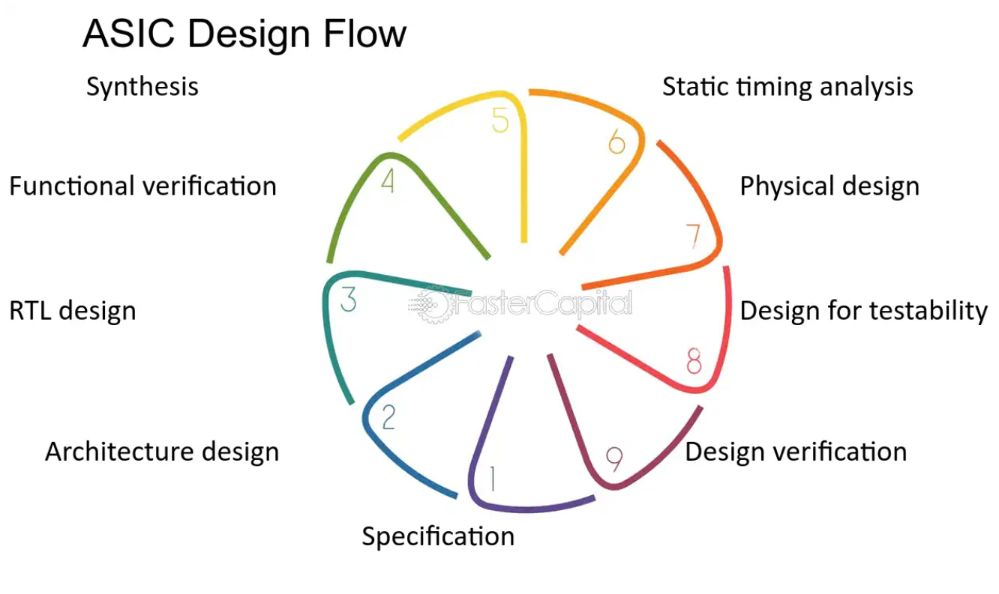 ASIC Design Flow
Synthesis
Static timing analysis
5
6
Functional verification
4
Physical design
7
RTL design
3
FasterCapital
Design for testability
8
2
Architecture design
1
9
Design verification
Specification